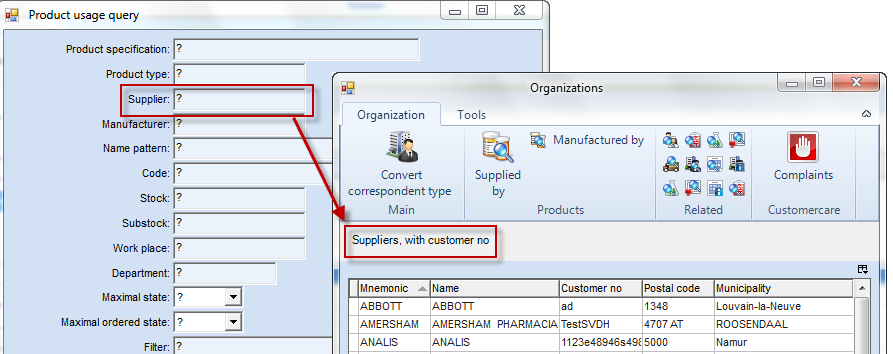 Product usage query
Product specification: ?
Product type: ?
Supplier: ?
Manufacturer: ?
Name pattern: ?
Code: ?
Stock: ?
Substock: ?
Work place: ?
Department: ?
Maximal state: ?
Maximal ordered state: ?
Filter: ?
Organizations
Organization Tools
Convert correspondent type
Supplied by
Manufactured by
Complaints
Main Products Related Customercare
Suppliers, with customer no
Mnemonic Name Customer no Postal code Municipality
ABBOTT ABBOTT ad 1348 Louvain-la-Neuve
AMERSHAM AMERSHAM PHARMACIA TestSVDH 4707 AT ROOSENDAAL
ANALIS ANALIS 1123e48946s498 5000 Namur